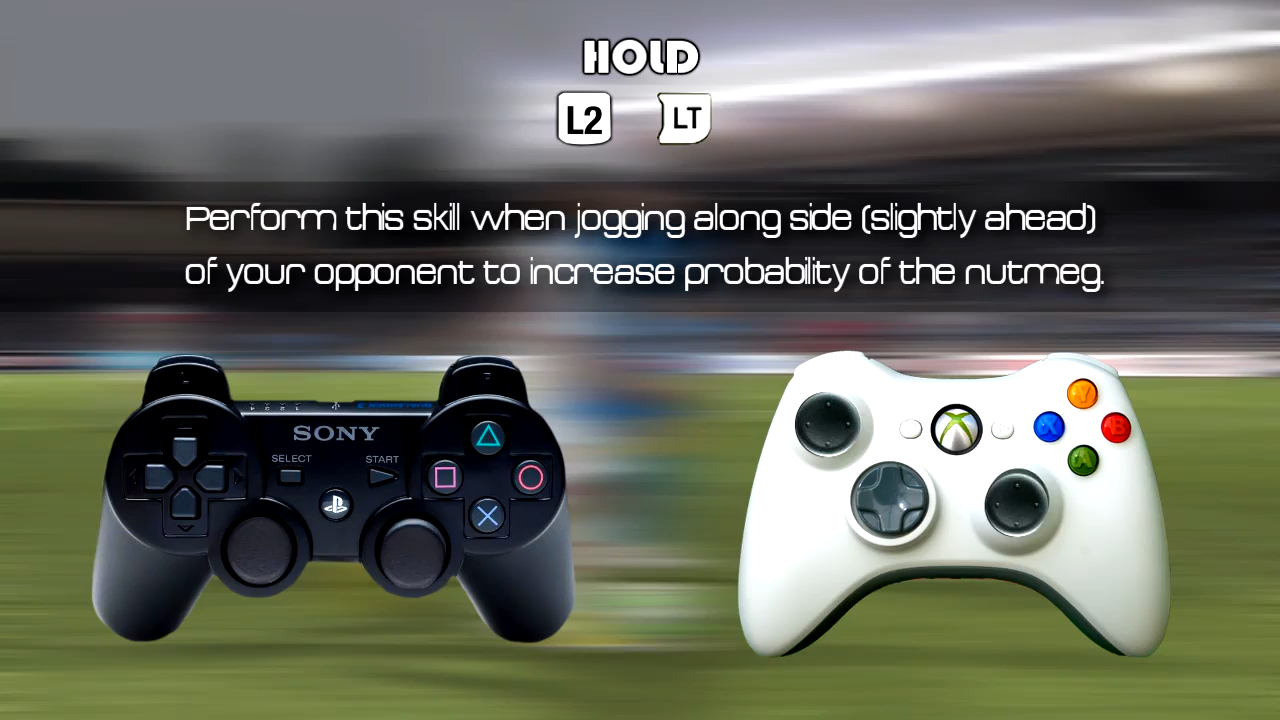 HOLD
L2 LT
Perform this skill when jogging along side (slightly ahead)
of your opponent to increase probability of the nutmeg.
SONY
SELECT START
Y
X B
A